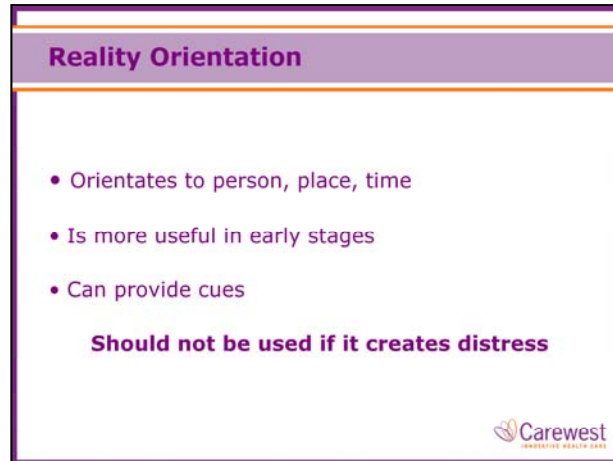 Reality Orientation
• Orientates to person, place, time
• Is more useful in early stages
• Can provide cues
Should not be used if it creates distress
Carewest
INNOVATIVE HEALTH CARE